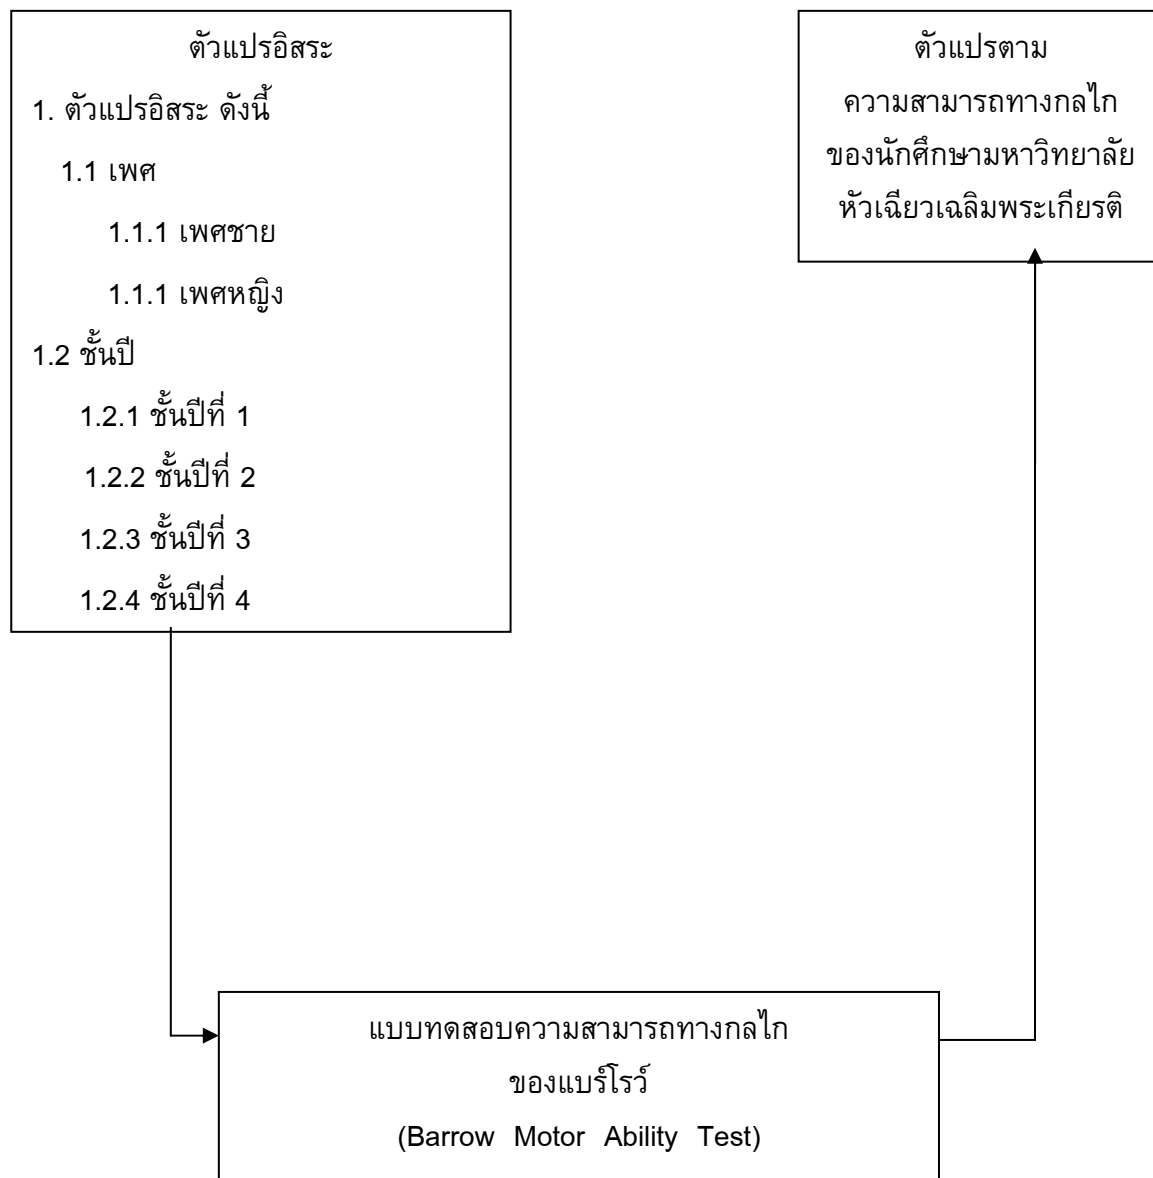 ตัวแปรอิสระ
1. ตัวแปรอิสระ ดังนี้
1.1 เพศ
1.1.1 เพศชาย
1.1.1 เพศหญิง
1.2 ชั้นปี
1.2.1 ชั้นปีที่ 1
1.2.2 ชั้นปีที่ 2
1.2.3 ชั้นปีที่ 3
1.2.4 ชั้นปีที่ 4
ตัวแปรตาม
ความสามารถทางกลไก
ของนักศึกษามหาวิทยาลัย
หัวเฉียวเฉลิมพระเกียรติ
แบบทดสอบความสามารถทางกลไก
ของแบร์โรว์
(Barrow Motor Ability Test)